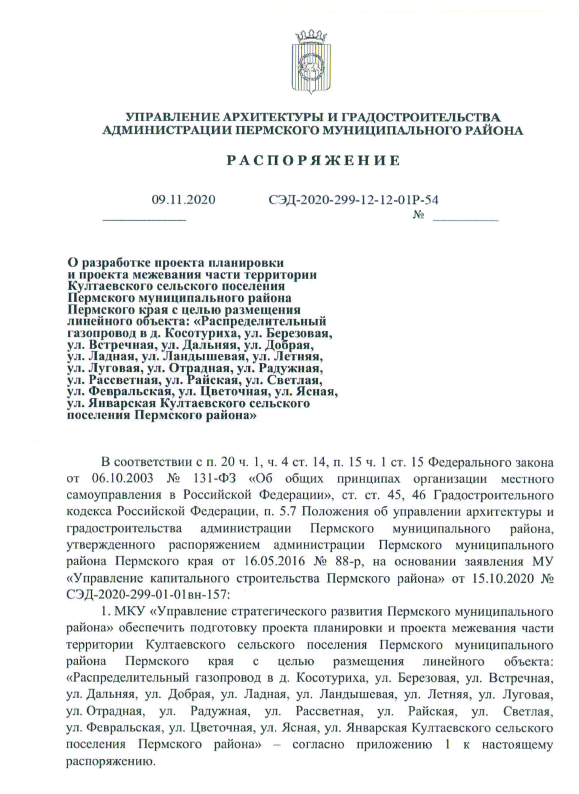 УПРАВЛЕНИЕ АРХИТЕКТУРЫ И ГРАДОСТРОИТЕЛЬСТВА
АДМИНИСТРАЦИИ ПЕРМСКОГО МУНИЦИПАЛЬНОГО РАЙОНА
Р А С П О Р Я Ж Е Н И Е
09.11.2020 СЭД-2020-299-12-12-01Р-54
____________ № _________
О разработке проекта планировки
и проекта межевания части территории
Култаевского сельского поселения
Пермского муниципального района
Пермского края с целью размещения
линейного объекта: «Распределительный
газопровод в д. Косотуриха, ул. Березовая,
ул. Встречная, ул. Дальняя, ул. Добрая,
ул. Ладная, ул. Ландышевая, ул. Летняя,
ул. Луговая, ул. Отрадная, ул. Радужная,
ул. Рассветная, ул. Райская, ул. Светлая,
ул. Февральская, ул. Цветочная, ул. Ясная,
ул. Январская Култаевского сельского
поселения Пермского района»
В соответствии с п. 20 ч. 1, ч. 4 ст. 14, п. 15 ч. 1 ст. 15 Федерального закона
от 06.10.2003 № 131-ФЗ «Об общих принципах организации местного
самоуправления в Российской Федерации», ст. ст. 45, 46 Градостроительного
кодекса Российской Федерации, п. 5.7 Положения об управлении архитектуры и
градостроительства администрации Пермского муниципального района,
утвержденного распоряжением администрации Пермского муниципального
района Пермского края от 16.05.2016 № 88-р, на основании заявления МУ
«Управление капитального строительства Пермского района» от 15.10.2020 №
СЭД-2020-299-01-01вн-157:
1. МКУ «Управление стратегического развития Пермского муниципального
района» обеспечить подготовку проекта планировки и проекта межевания части
территории Култаевского сельского поселения Пермского муниципального
района Пермского края с целью размещения линейного объекта:
«Распределительный газопровод в д. Косотуриха, ул. Березовая, ул. Встречная,
ул. Дальняя, ул. Добрая, ул. Ладная, ул. Ландышевая, ул. Летняя, ул. Луговая,
ул. Отрадная, ул. Радужная, ул. Рассветная, ул. Райская, ул. Светлая,
ул. Февральская, ул. Цветочная, ул. Ясная, ул. Январская Култаевского сельского
поселения Пермского района» – согласно приложению 1 к настоящему
распоряжению.